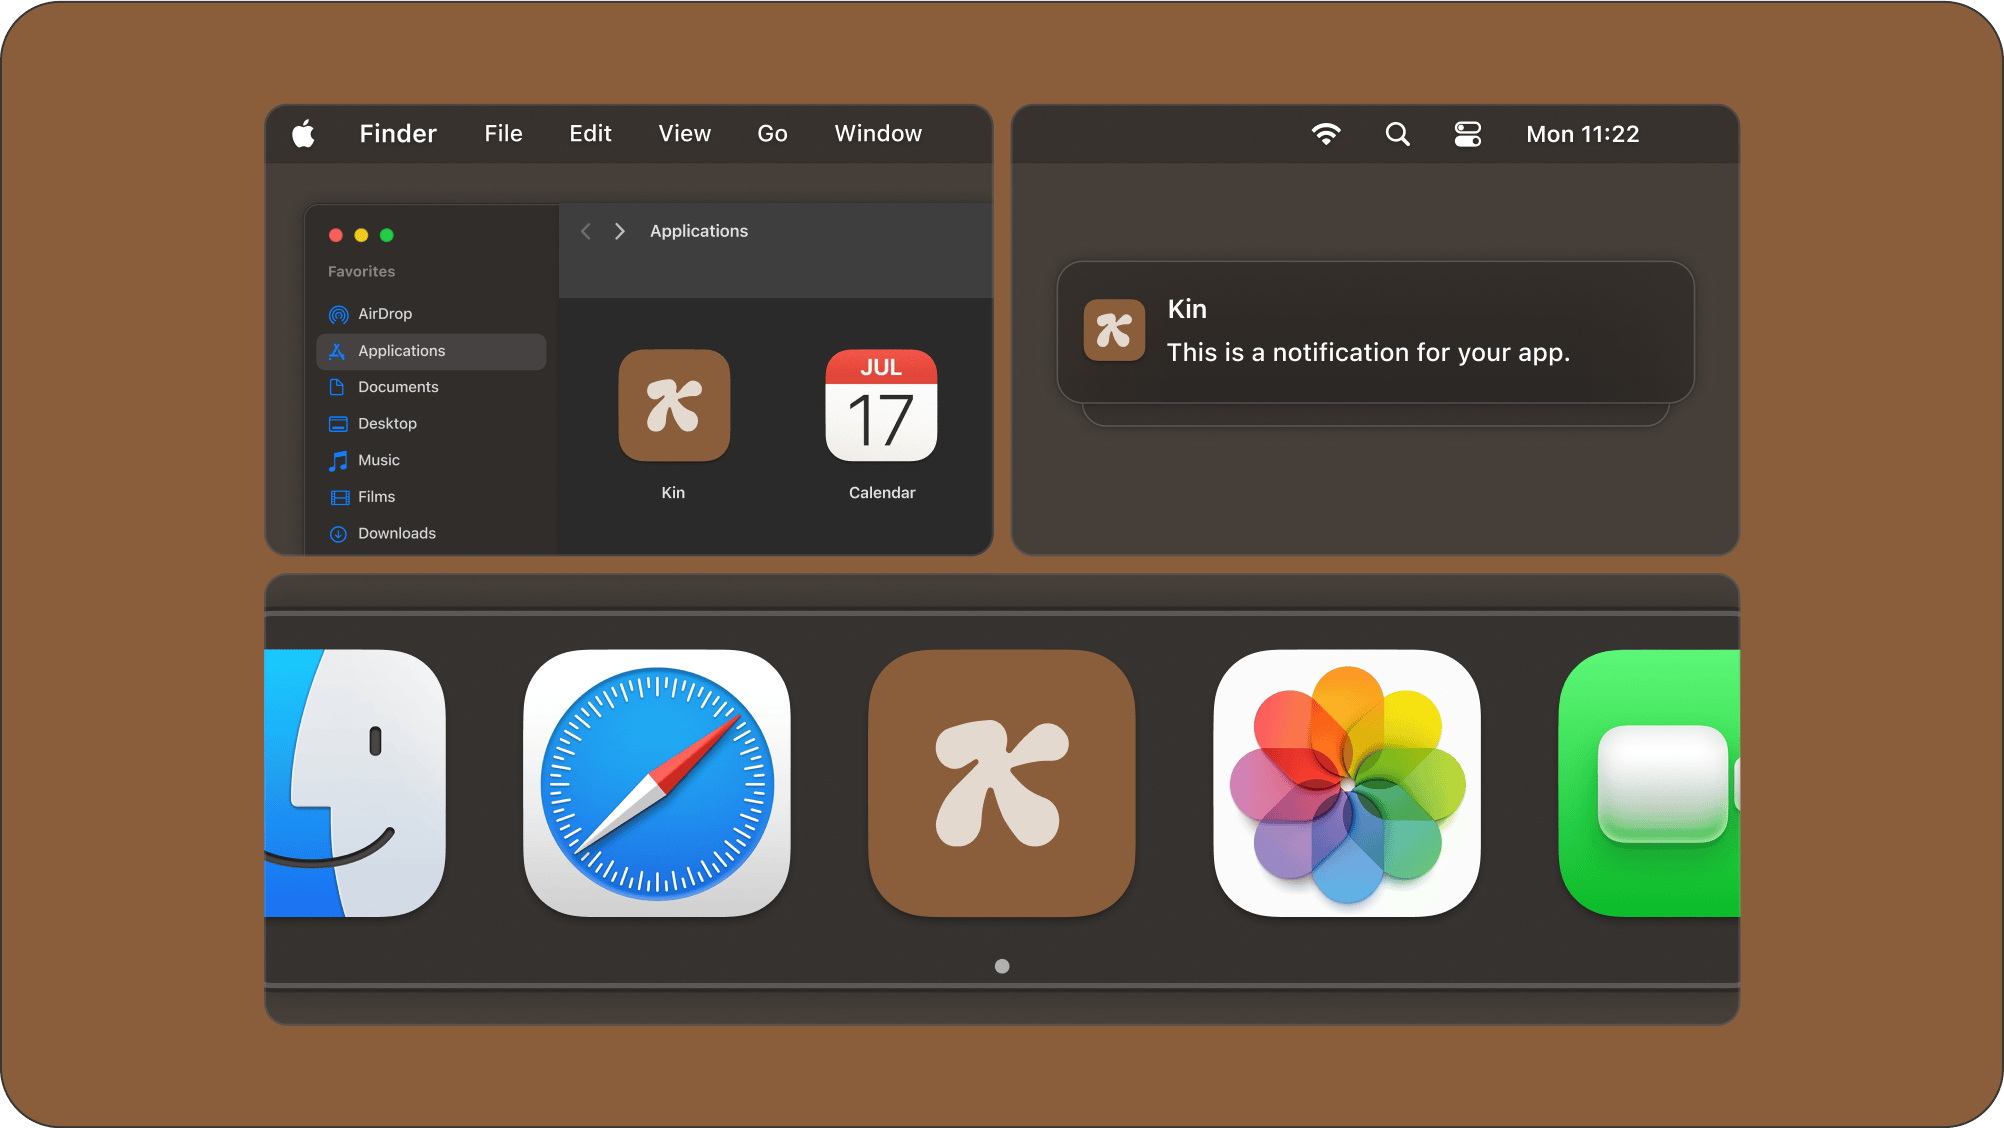 Finder File Edit View Go Window
Applications
Favorites
AirDrop
Applications
Documents
Desktop
Music
Films
Downloads
JUL
17
Kin Calendar
Mon 11:22
Kin
This is a notification for your app.